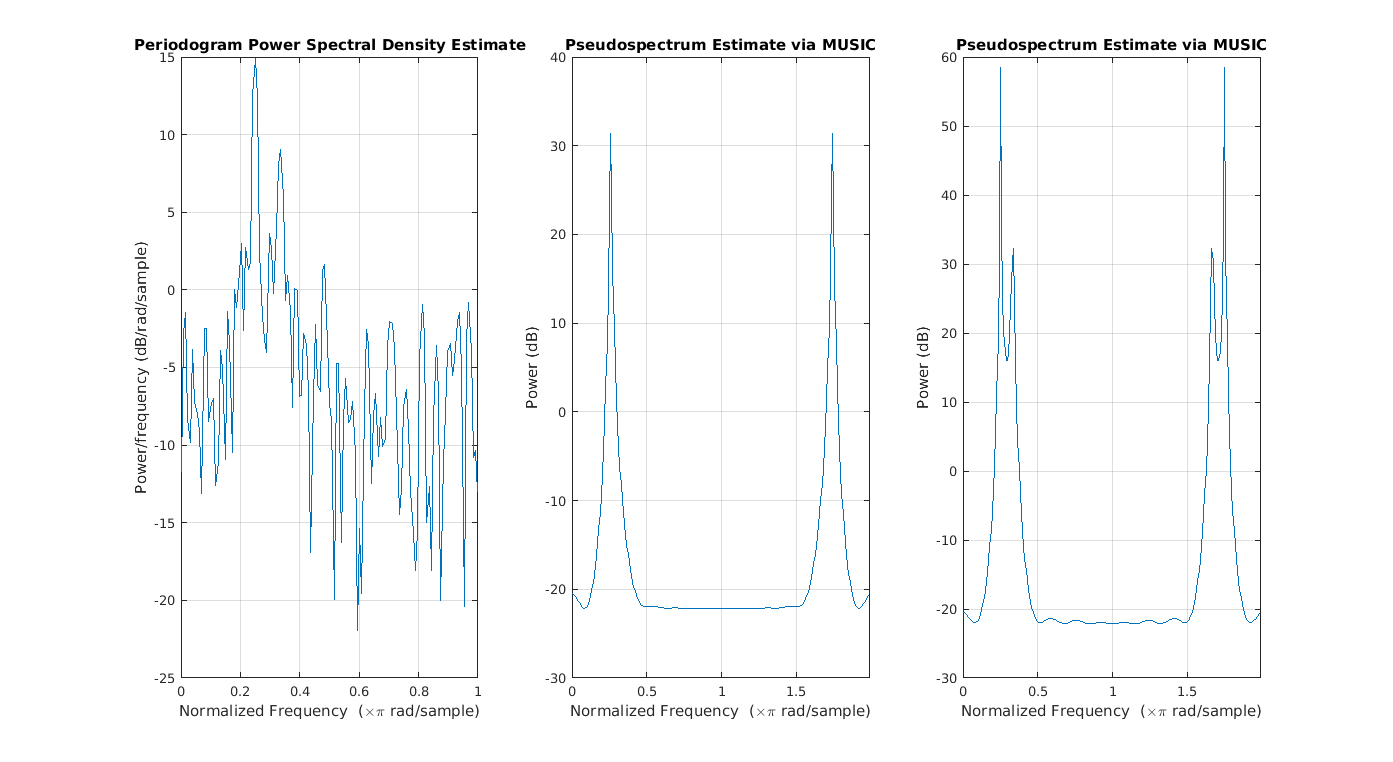 Periodogram Power Spectral Density Estimate
15
10
5
0
-5
-10
-15
-20
-25
Power/frequency (dB/rad/sample)
0 0.2 0.4 0.6 0.8 1
Normalized Frequency (×π rad/sample)
Pseudospectrum Estimate via MUSIC
40
30
20
10
0
-10
-20
-30
Power (dB)
0 0.5 1 1.5
Normalized Frequency (×π rad/sample)
Pseudospectrum Estimate via MUSIC
60
50
40
30
20
10
0
-10
-20
-30
Power (dB)
0 0.5 1 1.5
Normalized Frequency (×π rad/sample)